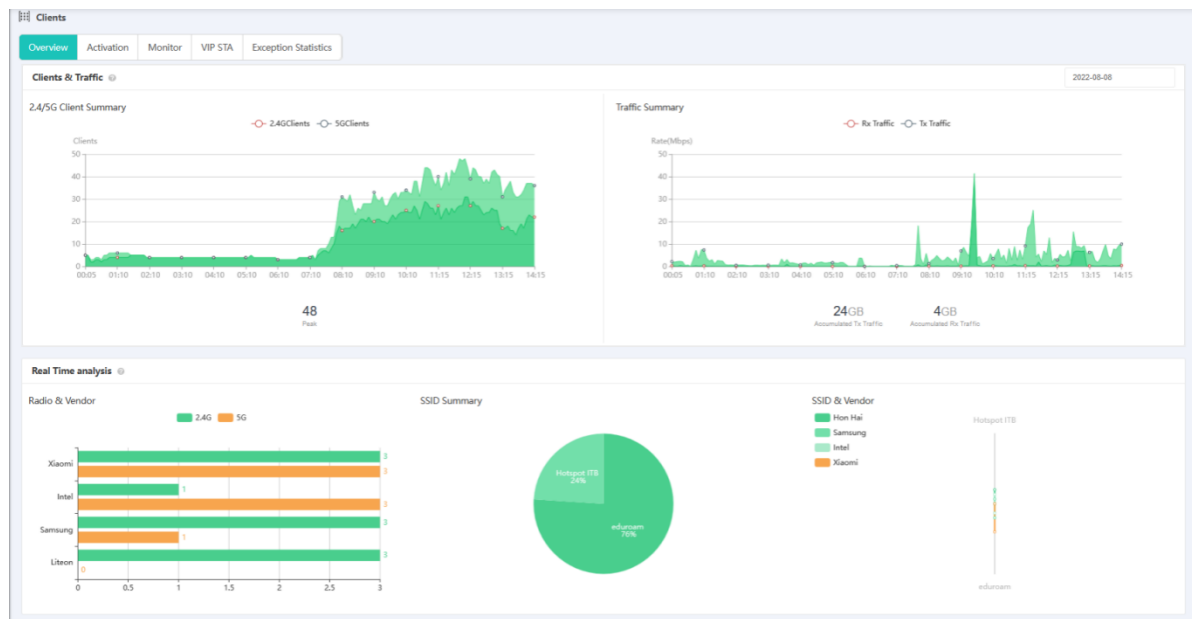 Clients
Overview Activation Monitor VIP STA Exception Statistics
Clients & Traffic
2022-08-08
2.4/5G Client Summary
2.4GClients 5GClients
Clients
50
40
30
20
10
0
00:05 01:10 02:10 03:10 04:10 05:10 06:10 07:10 08:10 09:10 10:10 11:15 12:15 13:15 14:15
48
Peak
Traffic Summary
Rx Traffic Tx Traffic
Rate(Mbps)
50
40
30
20
10
0
00:05 01:10 02:10 03:10 04:10 05:10 06:10 07:10 08:10 09:10 10:10 11:15 12:15 13:15 14:15
24GB 4GB
Accumulated Tx Traffic Accumulated Rx Traffic
Real Time analysis
Radio & Vendor
2.4G 5G
Xiaomi 3
3
Intel 1
3
Samsung 3
1
Liteon 3
0
0 0.5 1 1.5 2 2.5 3
SSID Summary
Hotspot ITB
24%
eduroam
76%
SSID & Vendor
Hon Hai
Samsung
Intel
Xiaomi
Hotspot ITB
eduroam